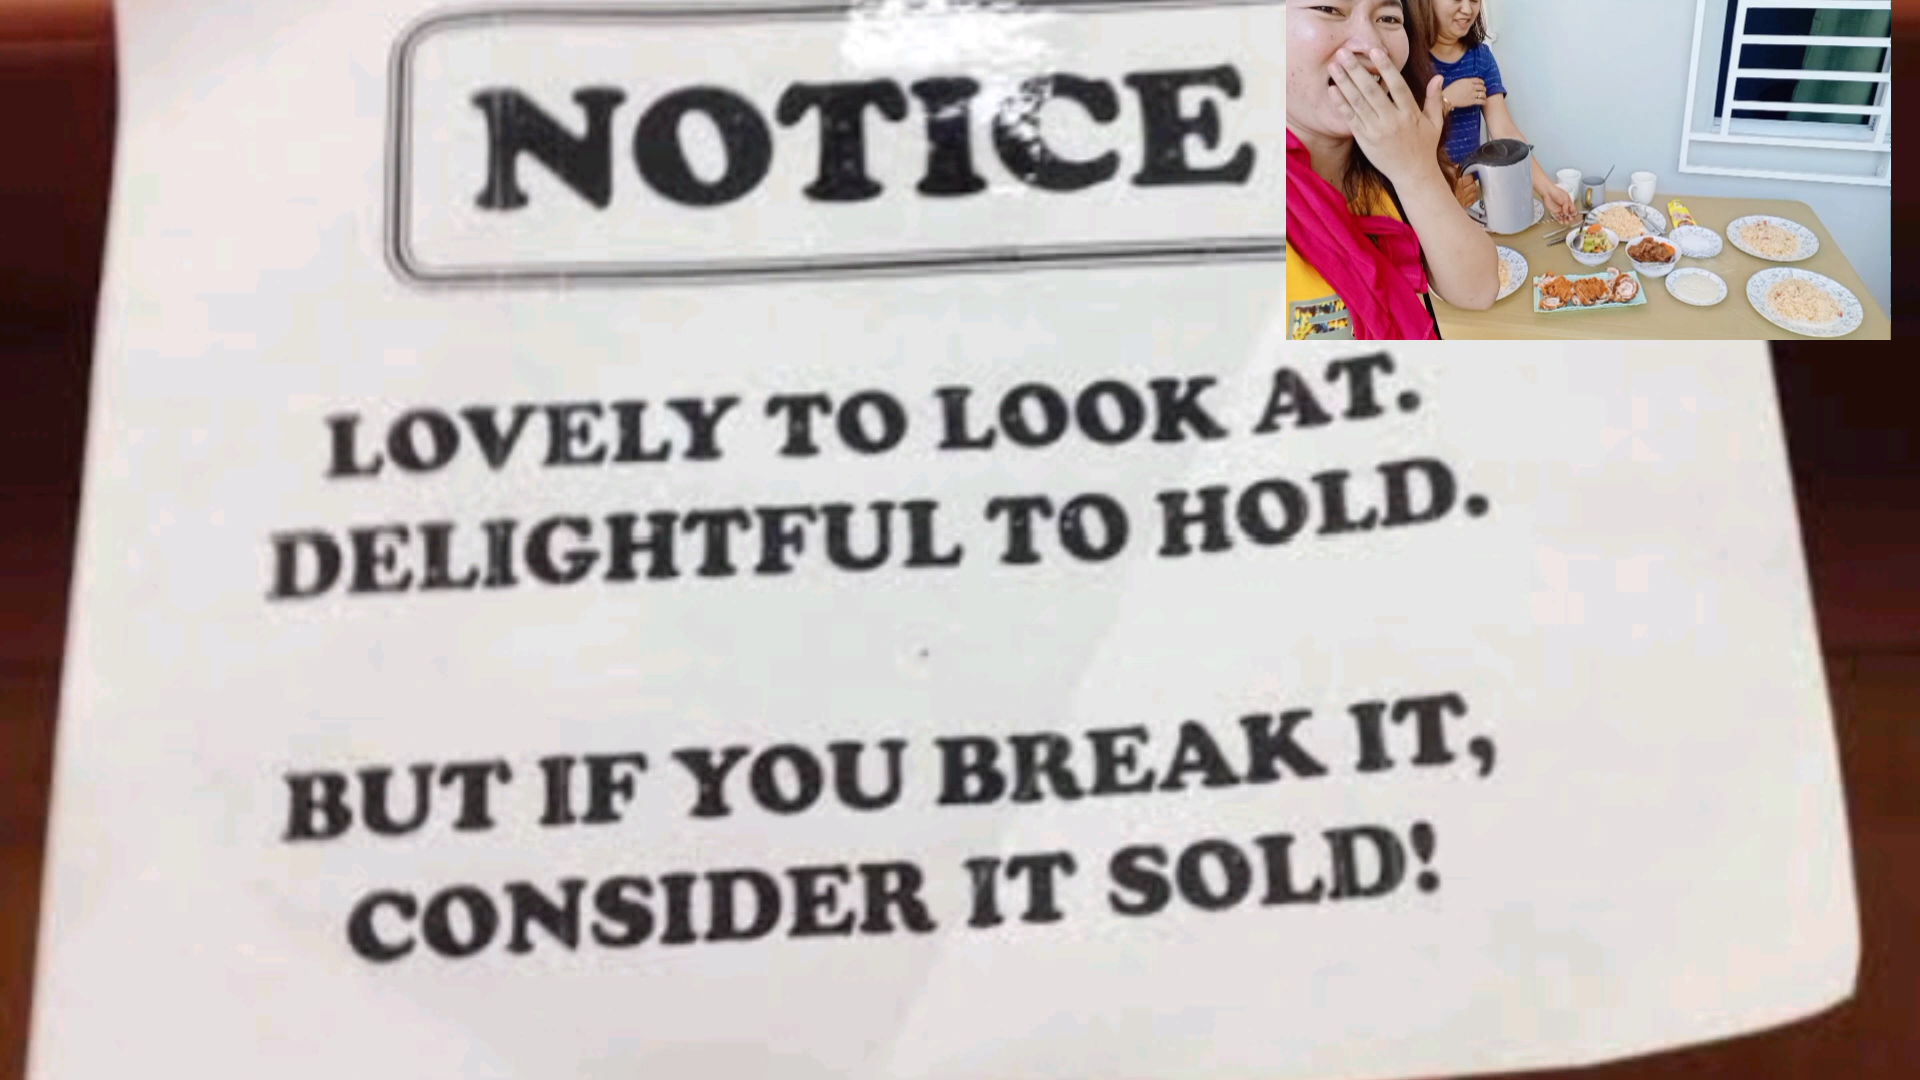 NOTICE
LOVELY TO LOOK AT.
DELIGHTFUL TO HOLD.
BUT IF YOU BREAK IT,
CONSIDER IT SOLD!